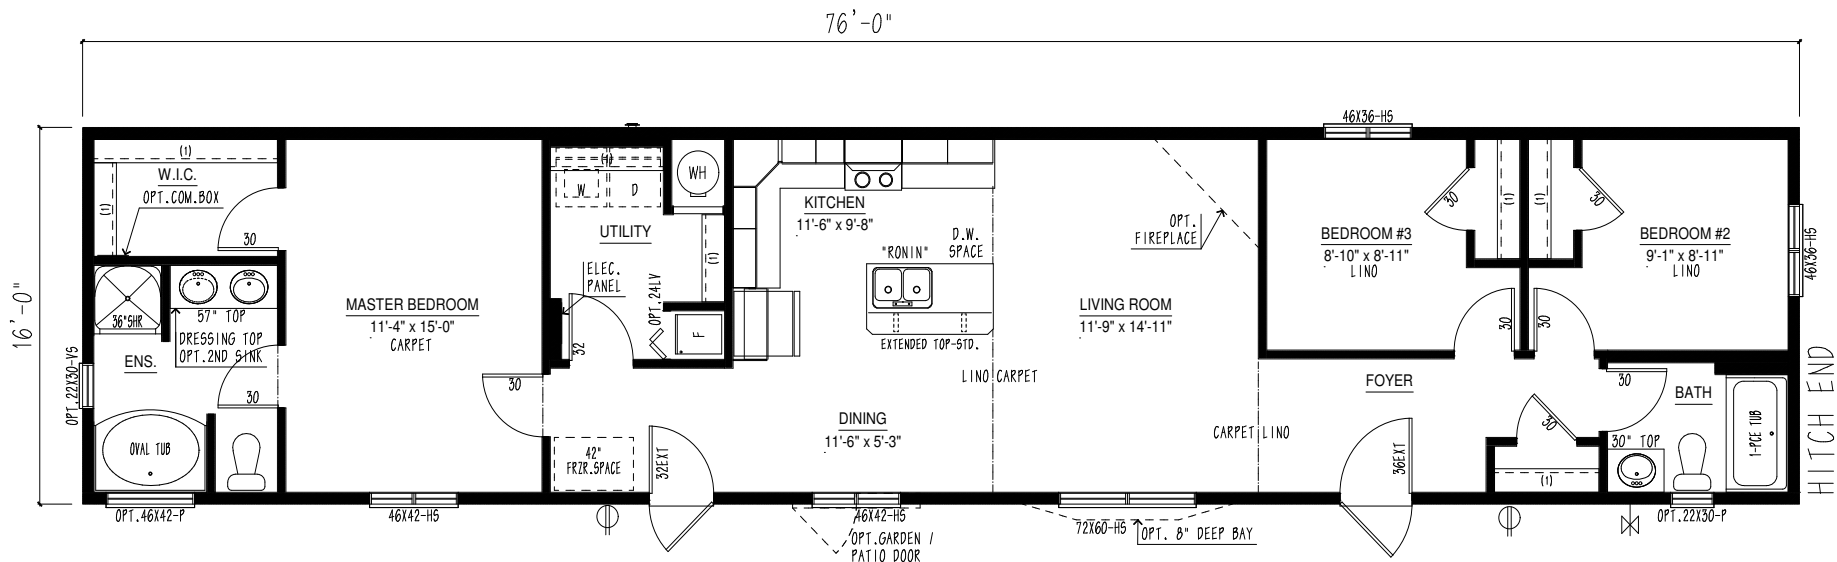 76'-0"
16'-0"
46X36-HS
(1)
W.I.C.
OPT.COM.BOX
(1)
30
(1)
W
D
WH
UTILITY
(1)
ELEC.
PANEL
OPT.24LV
32
F
KITCHEN
11'-6" x 9'-8"
"RONIN"
D.W.
SPACE
EXTENDED TOP-STD.
OPT.
FIREPLACE
LIVING ROOM
11'-9" x 14'-11"
BEDROOM #3
8'-10" x 8'-11"
LINO
30
(1)
(1)
30
BEDROOM #2
9'-1" x 8'-11"
LINO
46X36-HS
30
30
36"SHR
57" TOP
DRESSING TOP
OPT.2ND SINK
ENS.
30
OPT.22X30-VS
OVAL TUB
MASTER BEDROOM
11'-4" x 15'-0"
CARPET
30
42"
FRZR.SPACE
32EXT
DINING
11'-6" x 5'-3"
LINO CARPET
CARPET LINO
FOYER
36EXT
30
(1)
30
BATH
30" TOP
1-PCE TUB
HITCH END
OPT.46X42-P
46X42-HS
46X42-HS
OPT.GARDEN /
PATIO DOOR
72X60-HS
OPT. 8" DEEP BAY
OPT.22X30-P